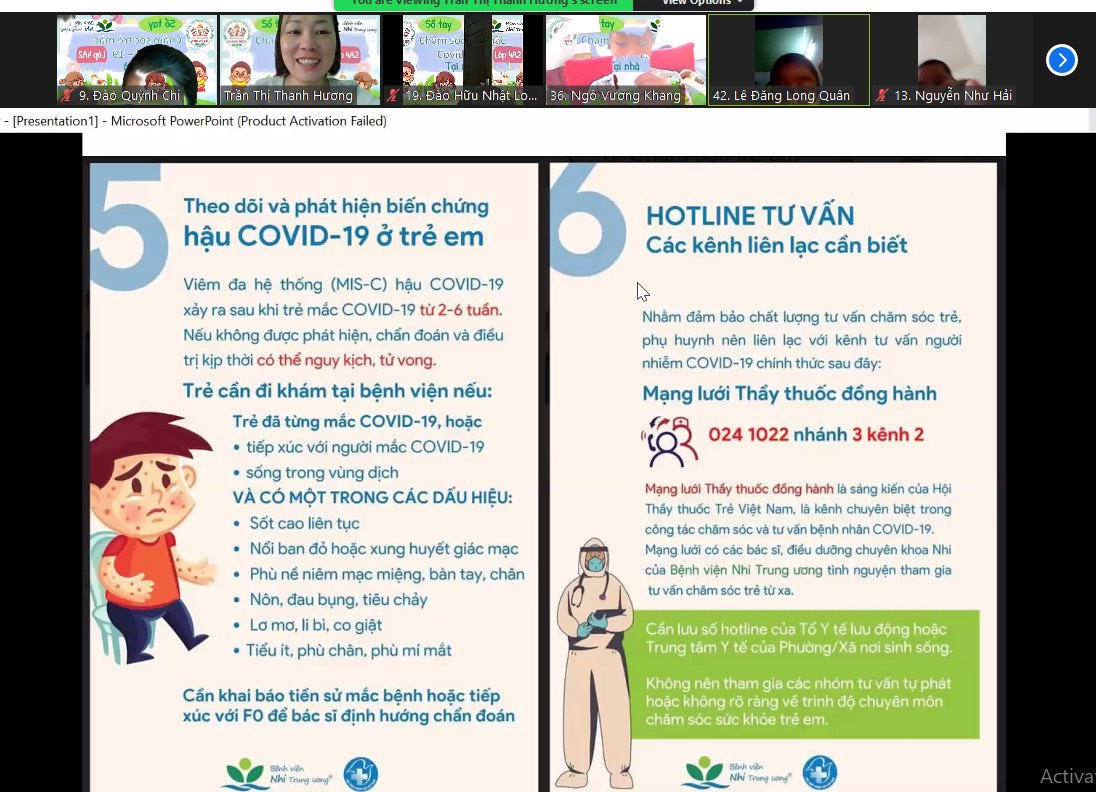 You are viewing Trần Thị Thanh Hương's screen
View Options
9. Đào Quỳnh Chi
Trần Thị Thanh Hương
19. Đào Hữu Nhật Lo...
36. Ngô Vương Khang
42. Lê Đăng Long Quân
13. Nguyễn Như Hải
- [Presentation1] - Microsoft PowerPoint (Product Activation Failed)
5
Theo dõi và phát hiện biến chứng
hậu COVID-19 ở trẻ em
Viêm đa hệ thống (MIS-C) hậu COVID-19
xảy ra sau khi trẻ mắc COVID-19 từ 2-6 tuần.
Nếu không được phát hiện, chẩn đoán và điều
trị kịp thời có thể nguy kịch, tử vong.
Trẻ cần đi khám tại bệnh viện nếu:
Trẻ đã từng mắc COVID-19, hoặc
• tiếp xúc với người mắc COVID-19
• sống trong vùng dịch
VÀ CÓ MỘT TRONG CÁC DẤU HIỆU:
• Sốt cao liên tục
• Nổi ban đỏ hoặc xung huyết giác mạc
• Phù nề niêm mạc miệng, bàn tay, chân
• Nôn, đau bụng, tiêu chảy
• Lơ mơ, li bì, co giật
• Tiểu ít, phù chân, phù mí mắt
Cần khai báo tiền sử mắc bệnh hoặc tiếp
xúc với F0 để bác sĩ định hướng chẩn đoán
Bệnh viện
Nhi Trung ương
6
HOTLINE TƯ VẤN
Các kênh liên lạc cần biết
Nhằm đảm bảo chất lượng tư vấn chăm sóc trẻ,
phụ huynh nên liên lạc với kênh tư vấn người
nhiễm COVID-19 chính thức sau đây:
Mạng lưới Thầy thuốc đồng hành
024 1022 nhánh 3 kênh 2
Mạng lưới Thầy thuốc đồng hành là sáng kiến của Hội
Thầy thuốc Trẻ Việt Nam, là kênh chuyên biệt trong
công tác chăm sóc và tư vấn bệnh nhân COVID-19.
Mạng lưới có các bác sĩ, điều dưỡng chuyên khoa Nhi
của Bệnh viện Nhi Trung ương tình nguyện tham gia
tư vấn chăm sóc trẻ từ xa.
Cần lưu số hotline của Tổ Y tế lưu động hoặc
Trung tâm Y tế của Phường/Xã nơi sinh sống.
Không nên tham gia các nhóm tư vấn tự phát
hoặc không rõ ràng về trình độ chuyên môn
chăm sóc sức khỏe trẻ em.
Bệnh viện
Nhi Trung ương